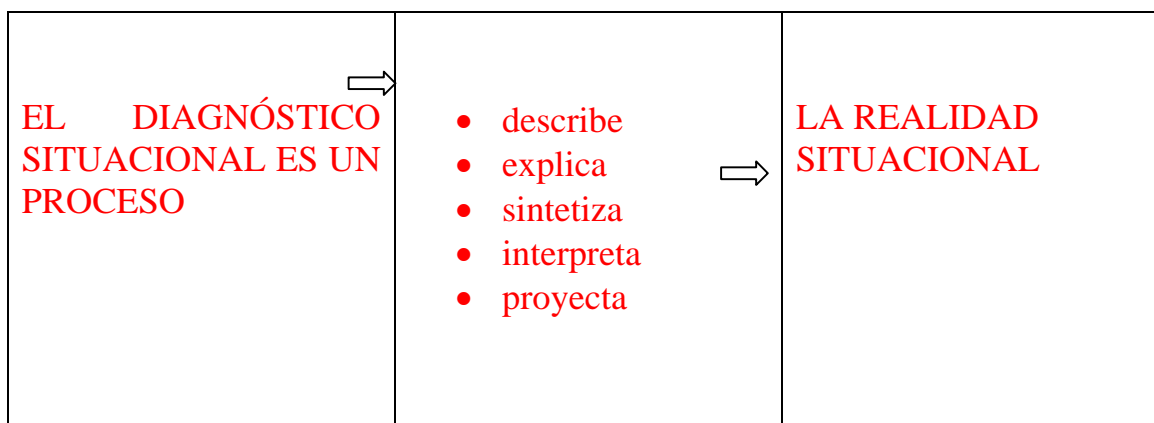 EL DIAGNÓSTICO
SITUACIONAL ES UN
PROCESO
• describe
• explica
• sintetiza
• interpreta
• proyecta
LA REALIDAD
SITUACIONAL